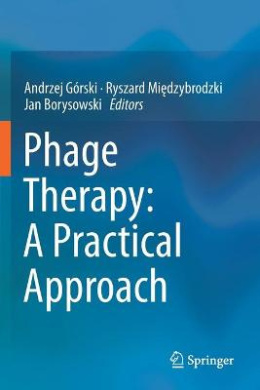 Andrzej Górski · Ryszard Międzybrodzki
Jan Borysowski Editors
Phage
Therapy:
A Practical
Approach
Springer